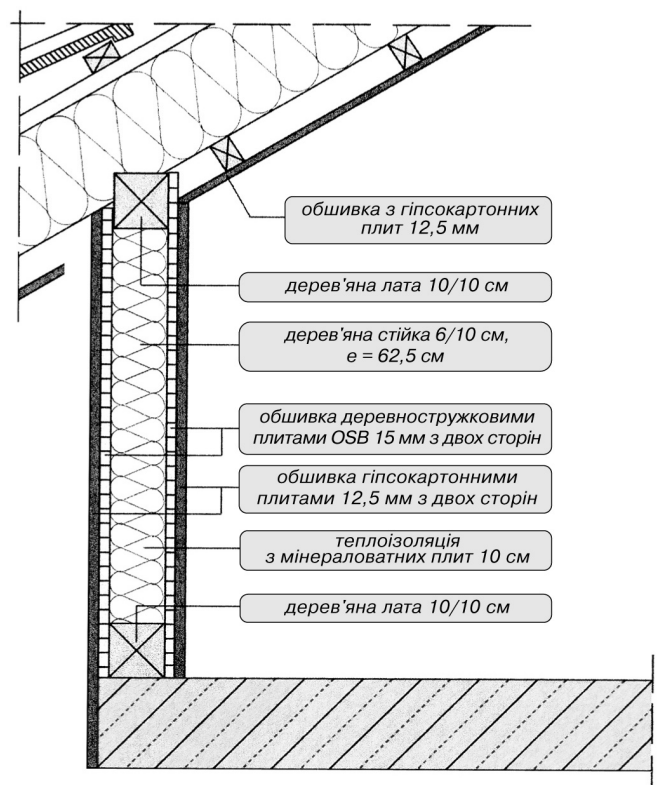 обшивка з гіпсокартонних
плит 12,5 мм
дерев'яна лата 10/10 см
дерев'яна стійка 6/10 см,
е = 62,5 см
обшивка деревностружковими
плитами OSB 15 мм з двох сторін
обшивка гіпсокартонними
плитами 12,5 мм з двох сторін
теплоізоляція
з мінераловатних плит 10 см
дерев'яна лата 10/10 см